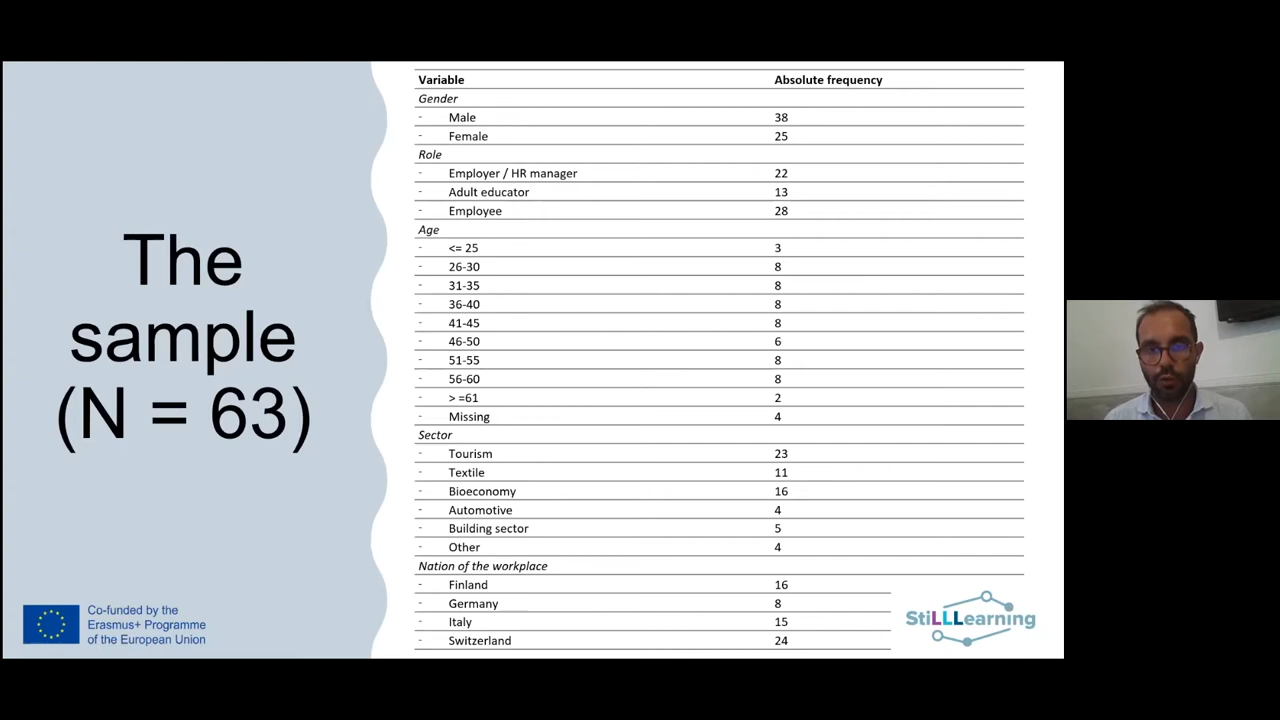 The
sample
(N = 63)
Variable Absolute frequency
Gender
- Male 38
- Female 25
Role
- Employer / HR manager 22
- Adult educator 13
- Employee 28
Age
- <= 25 3
- 26-30 8
- 31-35 8
- 36-40 8
- 41-45 8
- 46-50 6
- 51-55 8
- 56-60 8
- > =61 2
- Missing 4
Sector
- Tourism 23
- Textile 11
- Bioeconomy 16
- Automotive 4
- Building sector 5
- Other 4
Nation of the workplace
- Finland 16
- Germany 8
- Italy 15
- Switzerland 24
Co-funded by the
Erasmus+ Programme
of the European Union
StiLLLearning